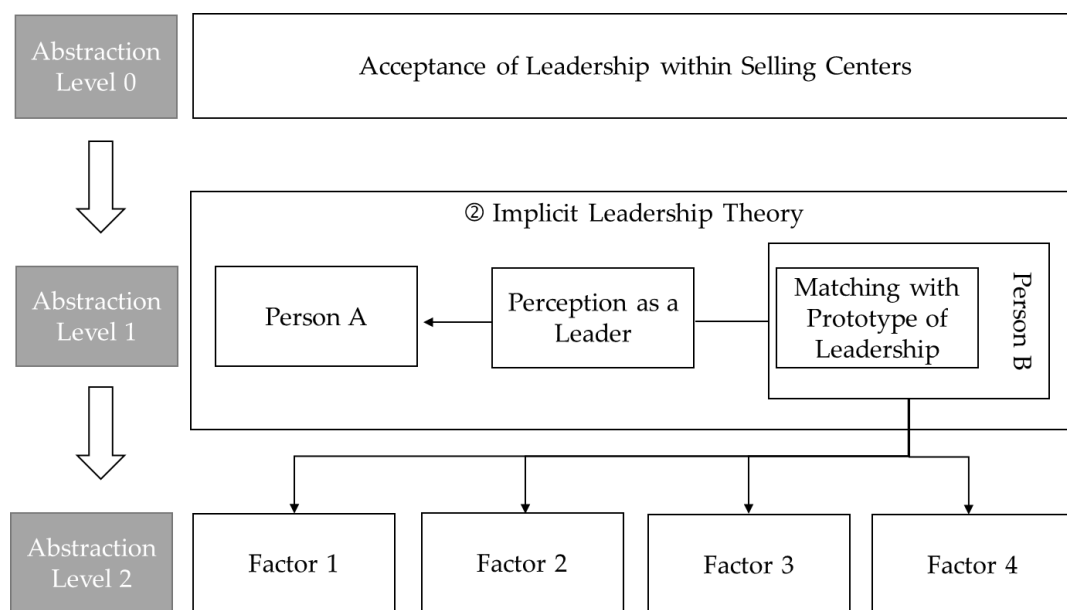 Abstraction
Level 0
Acceptance of Leadership within Selling Centers
② Implicit Leadership Theory
Abstraction
Level 1
Person A
Perception as a
Leader
Matching with
Prototype of
Leadership
Person B
Abstraction
Level 2
Factor 1
Factor 2
Factor 3
Factor 4